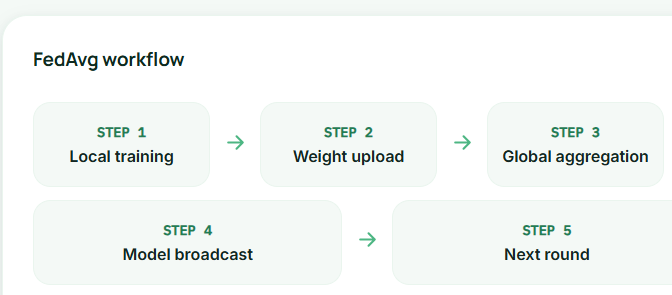 FedAvg workflow
STEP 1
Local training
STEP 2
Weight upload
STEP 3
Global aggregation
STEP 4
Model broadcast
STEP 5
Next round